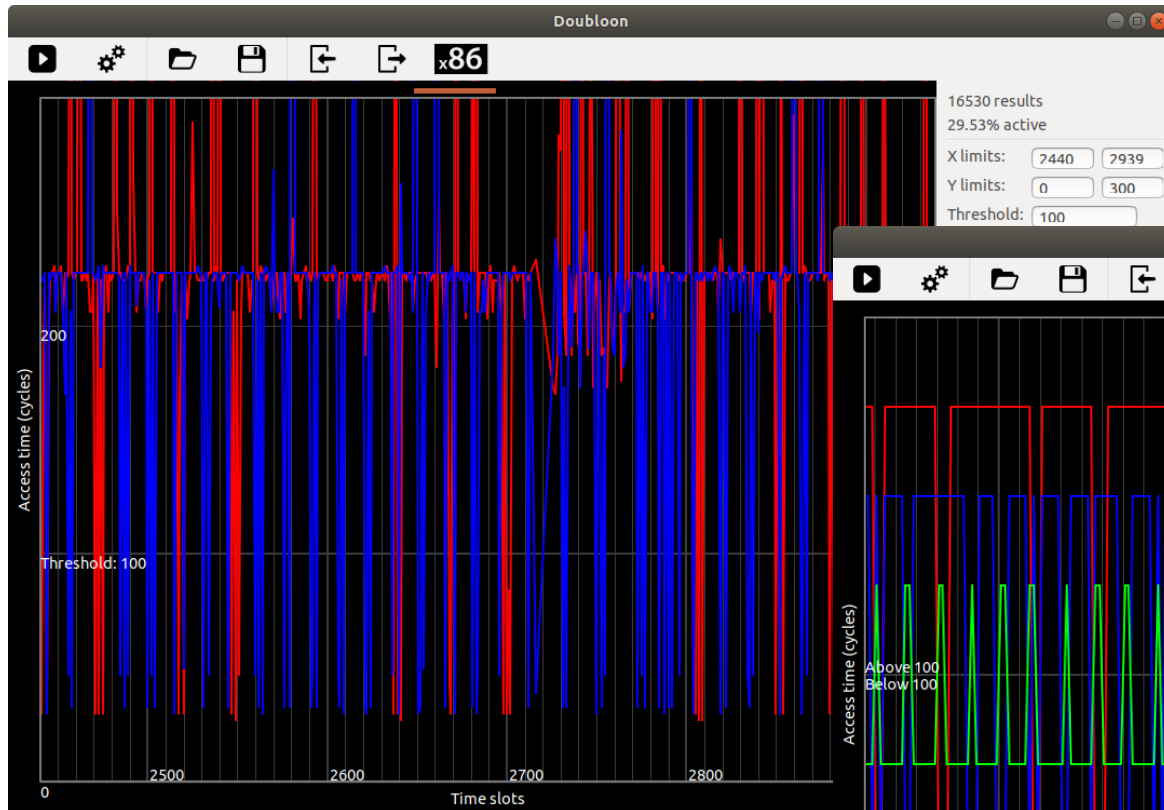 Doubloon
x86
16530 results
29.53% active
X limits: 2440 2939
Y limits: 0 300
Threshold: 100
200
Access time (cycles)
Threshold: 100
2500 2600 2700 2800
0
Time slots
Access time (cycles)
Above 100
Below 100